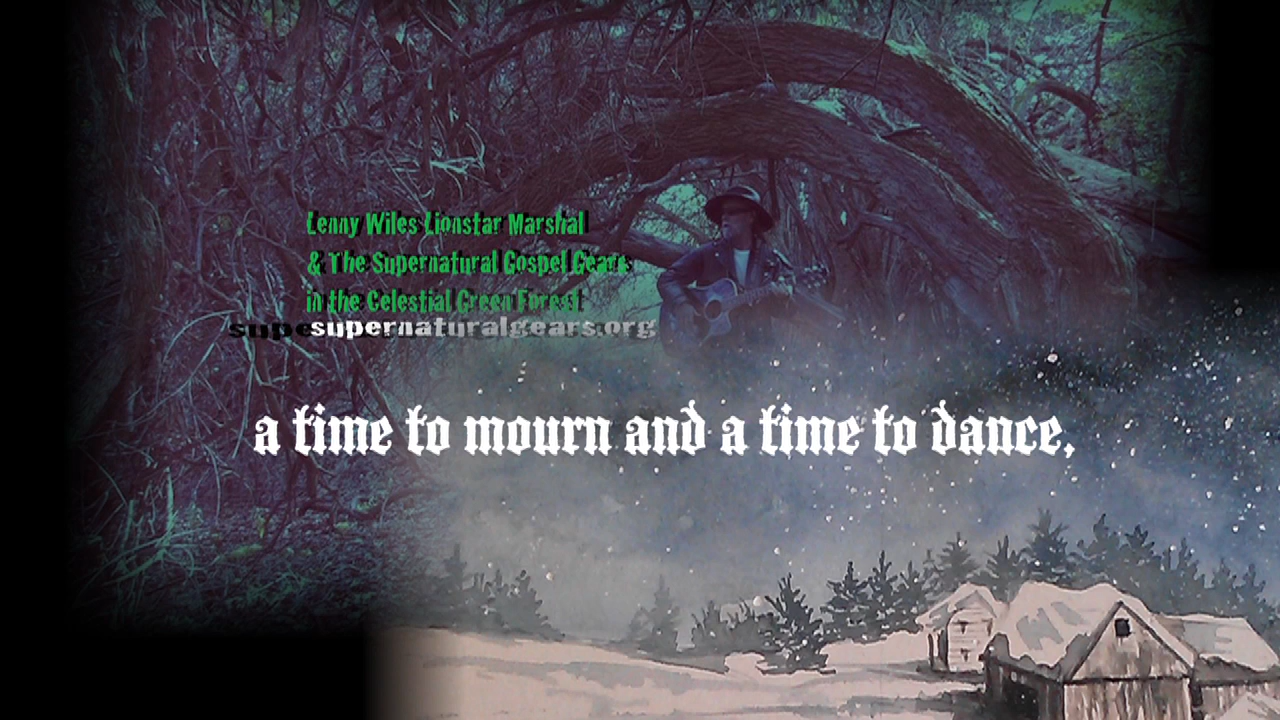 Lenny Wiles Lionstar Marshal
& The Supernatural Gospel Gears
in the Celestial Green Forest
supernaturalgears.org
a time to mourn and a time to dance,